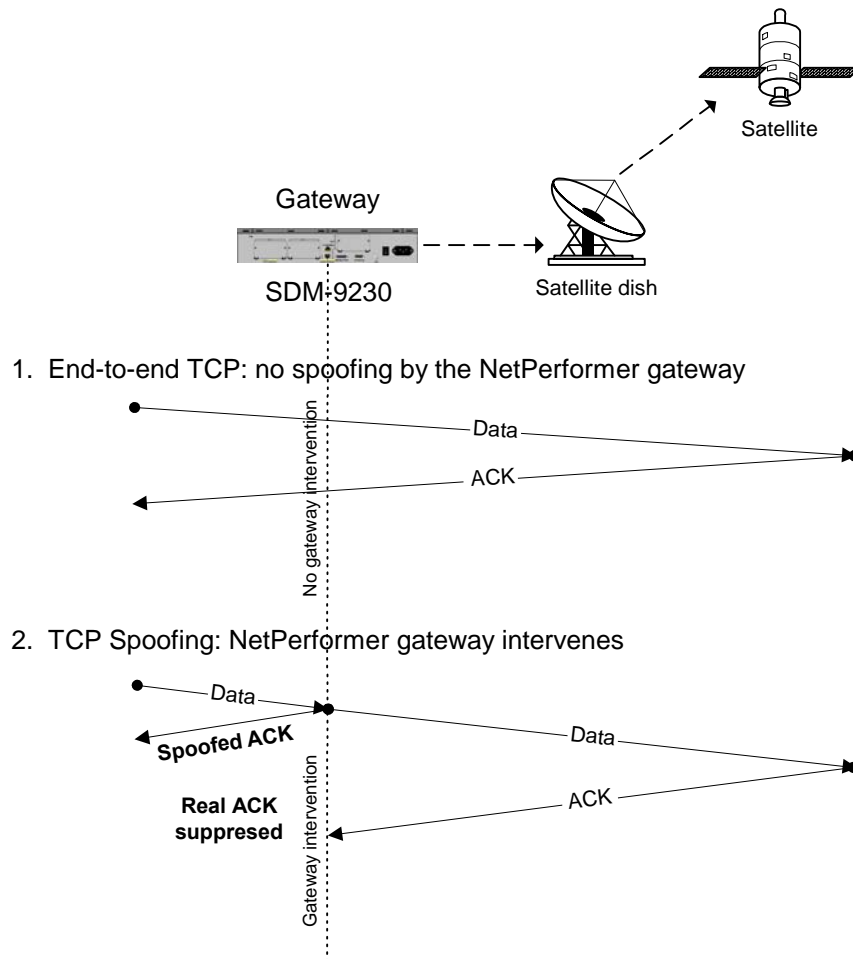 Satellite
Gateway
SDM-9230
Satellite dish
1. End-to-end TCP: no spoofing by the NetPerformer gateway
Data
ACK
No gateway intervention
2. TCP Spoofing: NetPerformer gateway intervenes
Data
Spoofed ACK
Data
ACK
Real ACK
suppresed
Gateway intervention